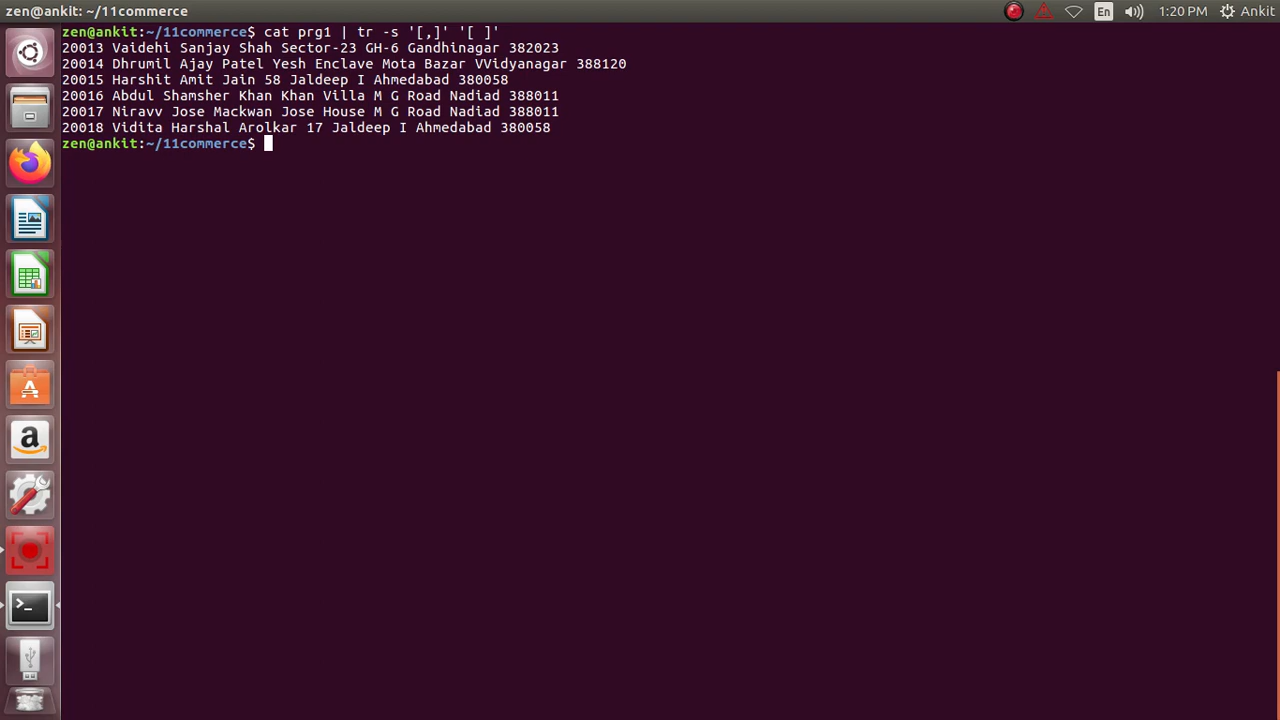 zen@ankit: ~/11commerce
En
1:20 PM
Ankit
zen@ankit:~/11commerce$ cat prg1 | tr -s '[,]' '[ ]'
20013 Vaidehi Sanjay Shah Sector-23 GH-6 Gandhinagar 382023
20014 Dhrumil Ajay Patel Yesh Enclave Mota Bazar VVidyanagar 388120
20015 Harshit Amit Jain 58 Jaldeep I Ahmedabad 380058
20016 Abdul Shamsher Khan Khan Villa M G Road Nadiad 388011
20017 Niravv Jose Mackwan Jose House M G Road Nadiad 388011
20018 Vidita Harshal Arolkar 17 Jaldeep I Ahmedabad 380058
zen@ankit:~/11commerce$